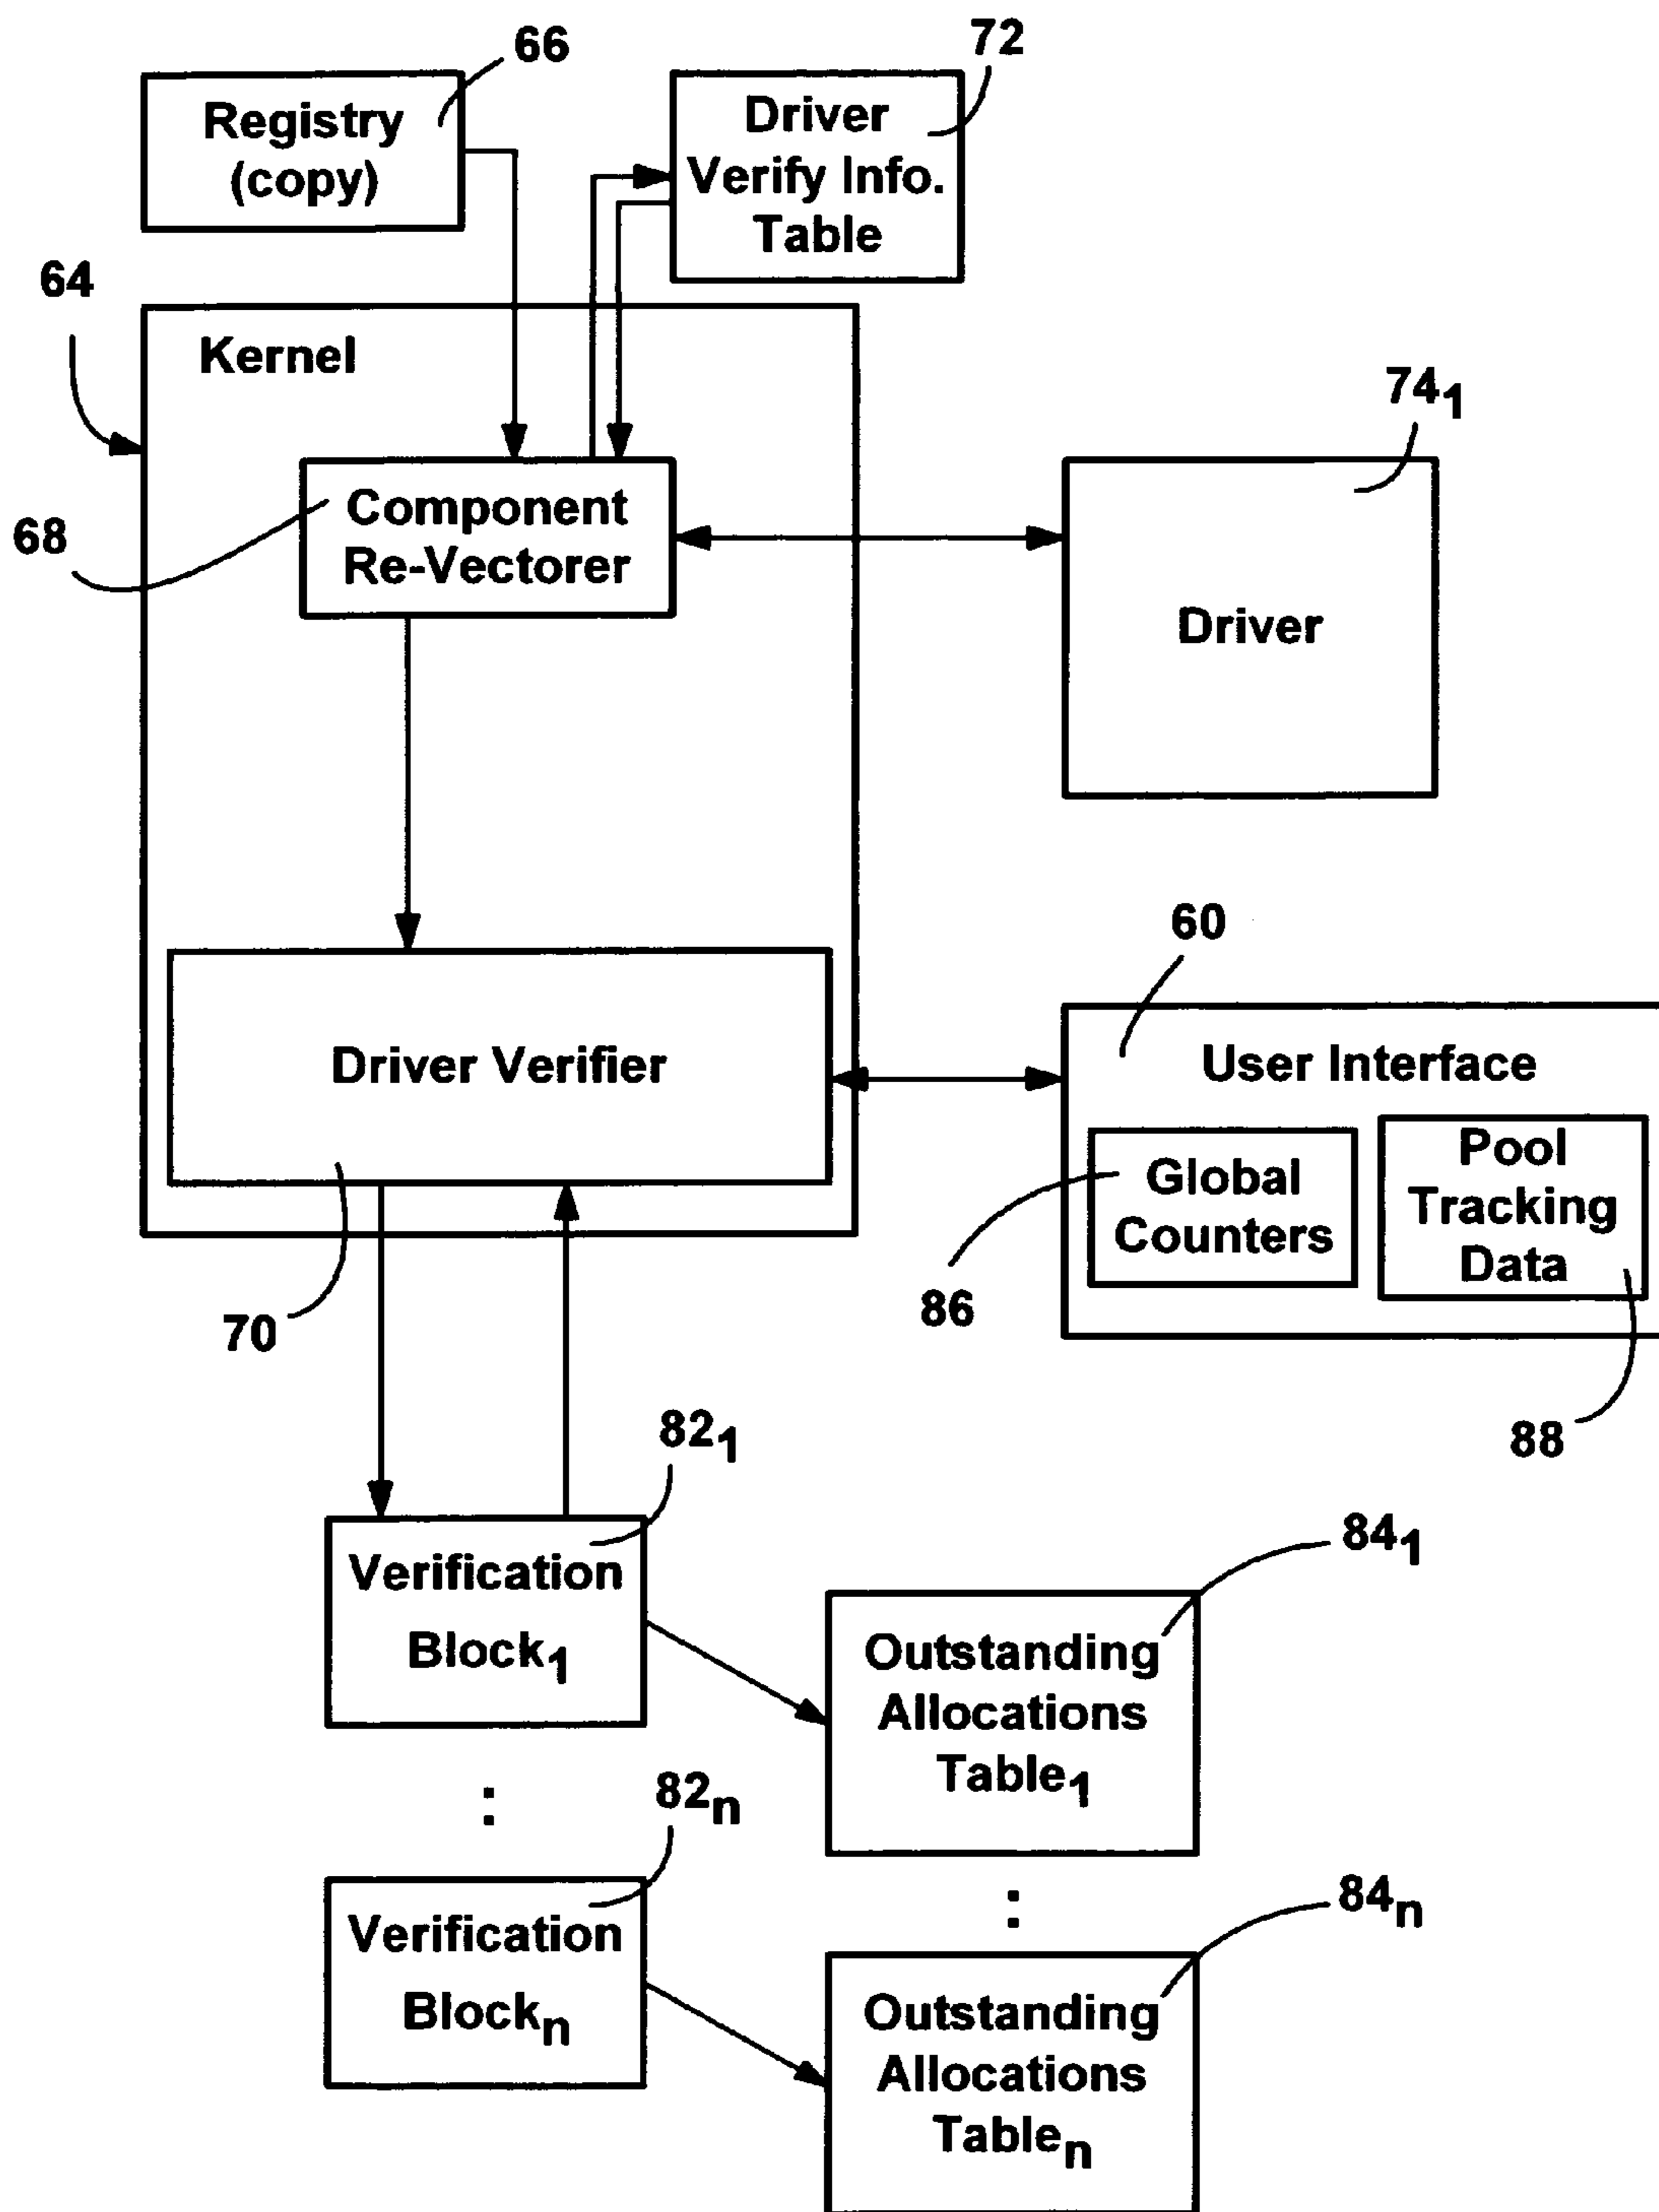 66
72
Registry
(copy)
Driver
Verify Info.
Table
64
Kernel
74₁
68
Component
Re-Vectorer
Driver
60
Driver Verifier
User Interface
Global
Counters
Pool
Tracking
Data
86
70
88
82₁
84₁
Verification
Block₁
Outstanding
Allocations
Table₁
:
82ₙ
84ₙ
:
Verification
Blockₙ
Outstanding
Allocations
Tableₙ